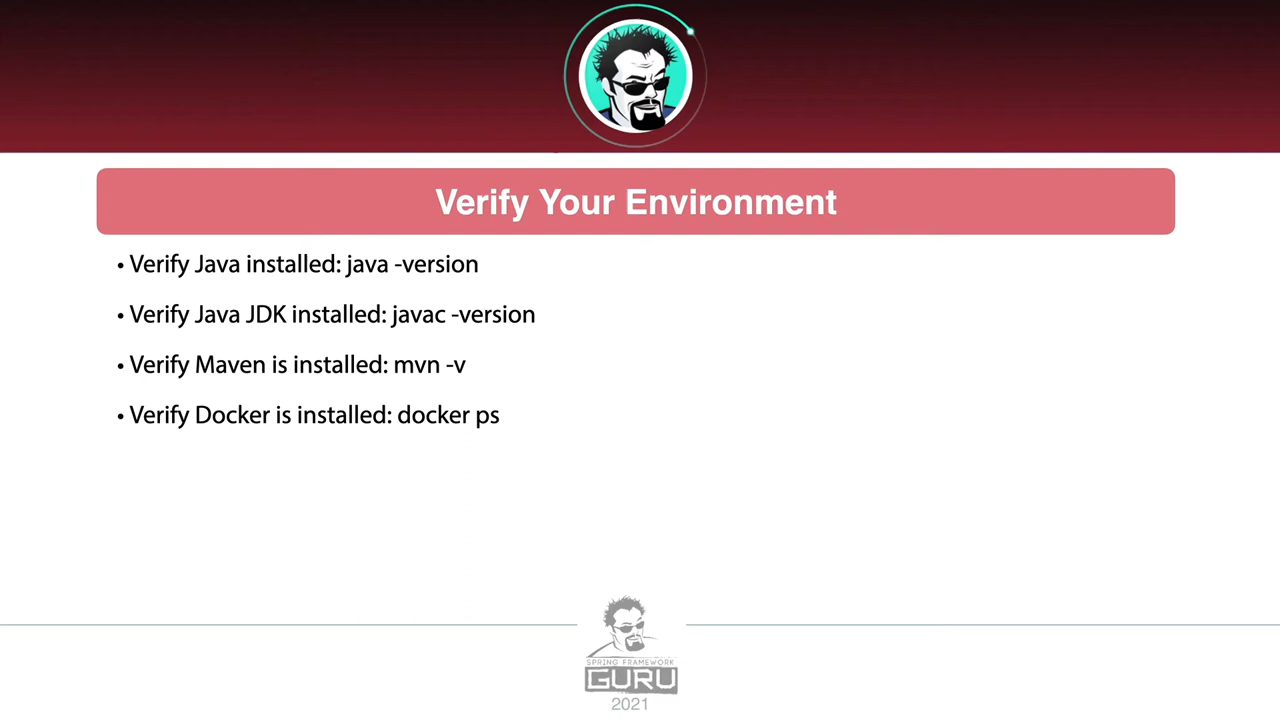 Verify Your Environment
• Verify Java installed: java -version
• Verify Java JDK installed: javac -version
• Verify Maven is installed: mvn -v
• Verify Docker is installed: docker ps
SPRING FRAMEWORK
GURU
2021